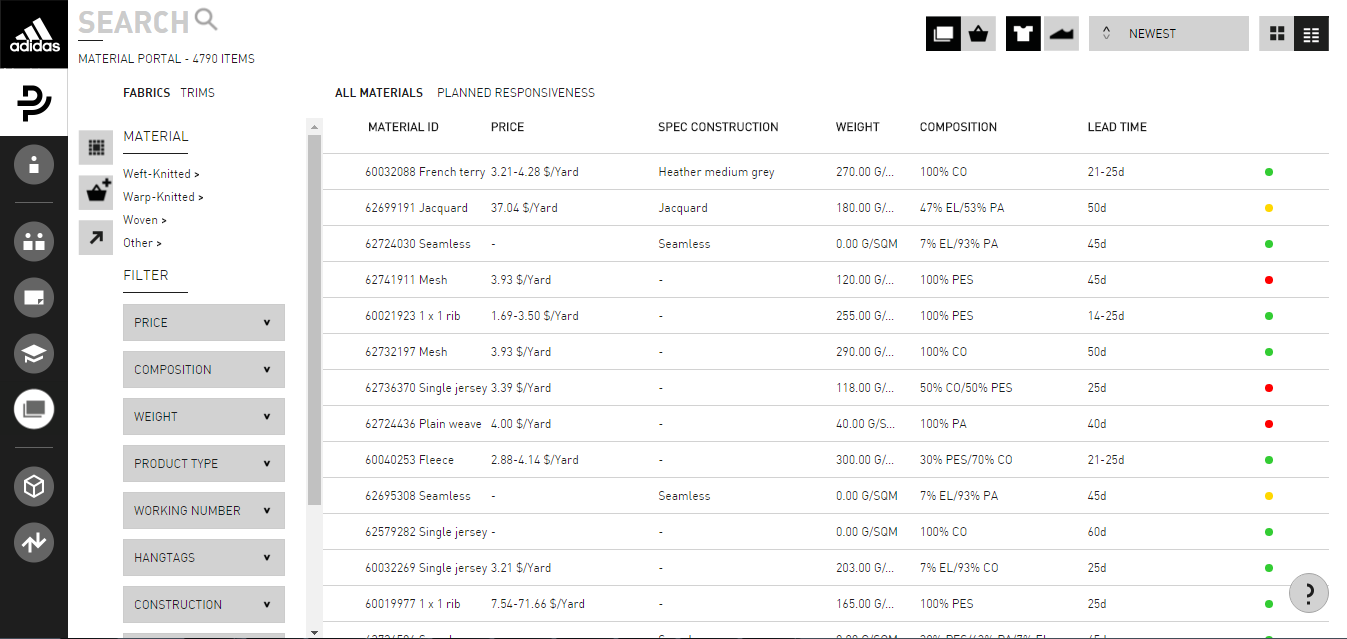 adidas
SEARCH
MATERIAL PORTAL - 4790 ITEMS
NEWEST
FABRICS TRIMS
ALL MATERIALS PLANNED RESPONSIVENESS
MATERIAL
Weft-Knitted >
Warp-Knitted >
Woven >
Other >
FILTER
PRICE
COMPOSITION
WEIGHT
PRODUCT TYPE
WORKING NUMBER
HANGTAGS
CONSTRUCTION
MATERIAL ID PRICE SPEC CONSTRUCTION WEIGHT COMPOSITION LEAD TIME
60032088 French terry 3.21-4.28 $/Yard Heather medium grey 270.00 G/... 100% CO 21-25d
62699191 Jacquard 37.04 $/Yard Jacquard 180.00 G/... 47% EL/53% PA 50d
62724030 Seamless - Seamless 0.00 G/SQM 7% EL/93% PA 45d
62741911 Mesh 3.93 $/Yard - 120.00 G/... 100% PES 45d
60021923 1 x 1 rib 1.69-3.50 $/Yard - 255.00 G/... 100% PES 14-25d
62732197 Mesh 3.93 $/Yard - 290.00 G/... 100% CO 50d
62736370 Single jersey 3.39 $/Yard - 118.00 G/... 50% CO/50% PES 25d
62724436 Plain weave 4.00 $/Yard - 40.00 G/S... 100% PA 40d
60040253 Fleece 2.88-4.14 $/Yard - 300.00 G/... 30% PES/70% CO 21-25d
62695308 Seamless - Seamless 0.00 G/SQM 7% EL/93% PA 45d
62579282 Single jersey - - 0.00 G/SQM 100% CO 60d
60032269 Single jersey 3.21 $/Yard - 203.00 G/... 7% EL/93% CO 25d
60019977 1 x 1 rib 7.54-71.66 $/Yard - 165.00 G/... 100% PES 25d
?